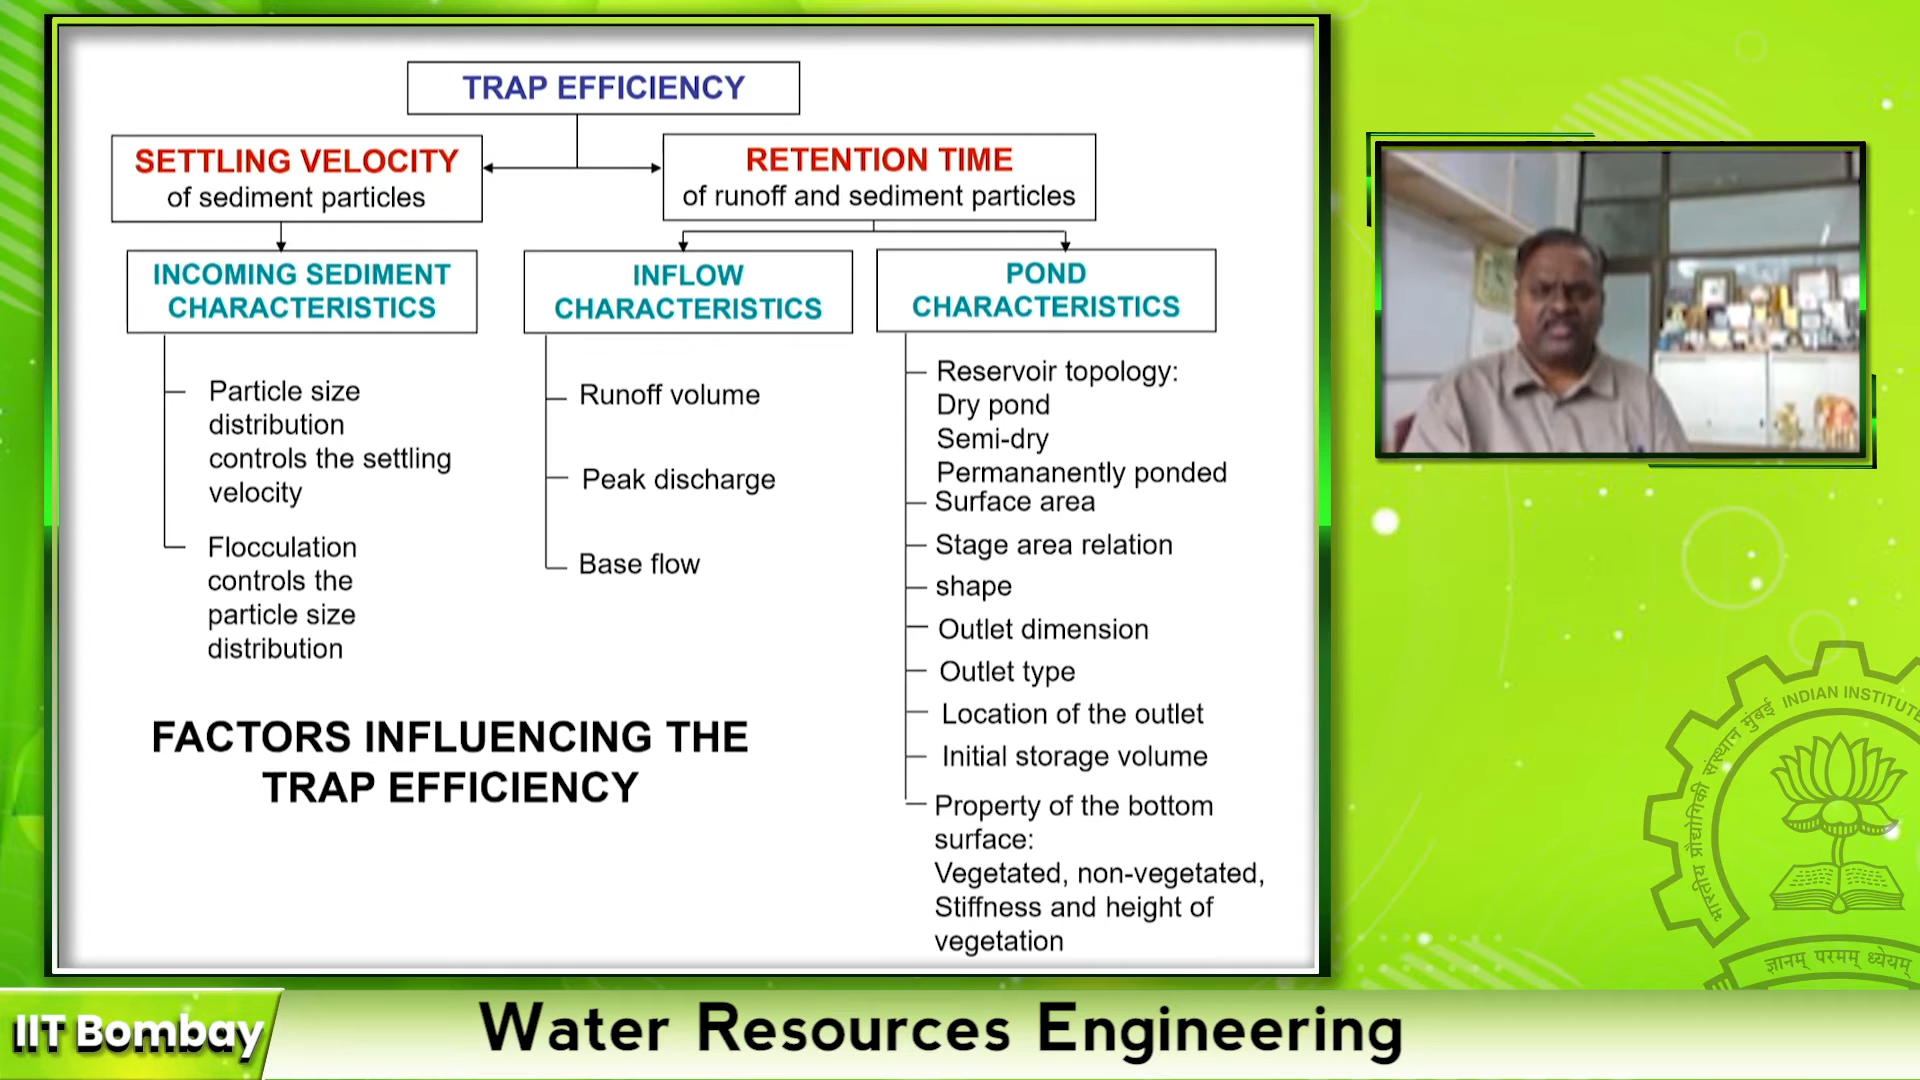 TRAP EFFICIENCY
SETTLING VELOCITY
of sediment particles
RETENTION TIME
of runoff and sediment particles
INCOMING SEDIMENT
CHARACTERISTICS
INFLOW
CHARACTERISTICS
POND
CHARACTERISTICS
Particle size
distribution
controls the settling
velocity
Flocculation
controls the
particle size
distribution
Runoff volume
Peak discharge
Base flow
Reservoir topology:
Dry pond
Semi-dry
Permananently ponded
Surface area
Stage area relation
shape
Outlet dimension
Outlet type
Location of the outlet
Initial storage volume
Property of the bottom
surface:
Vegetated, non-vegetated,
Stiffness and height of
vegetation
FACTORS INFLUENCING THE
TRAP EFFICIENCY
भारतीय प्रौद्योगिकी संस्थान मुंबई
INDIAN INSTITUTE
ज्ञानम् परमम् ध्येयम्
IIT Bombay
Water Resources Engineering